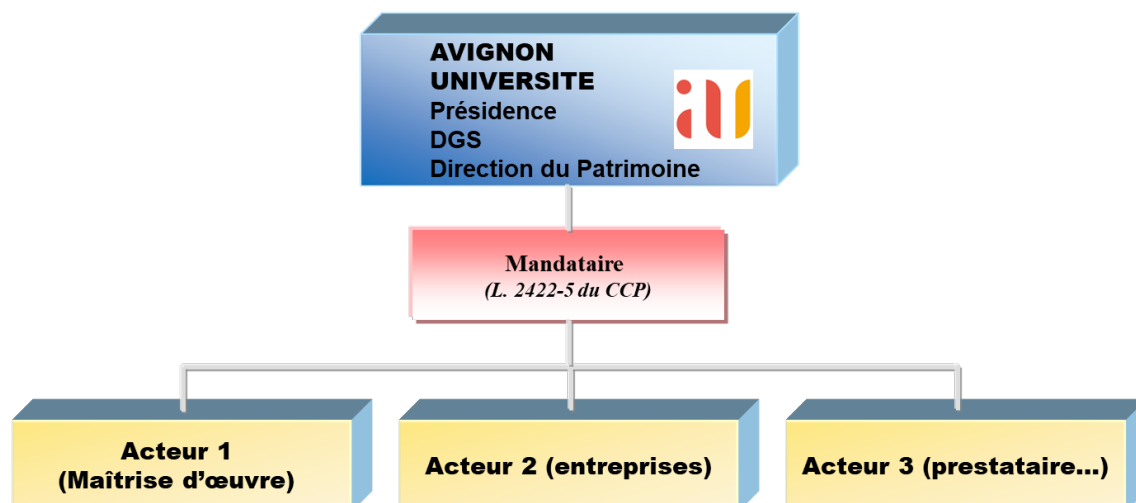 AVIGNON
UNIVERSITE
Présidence
DGS
Direction du Patrimoine
au
Mandataire
(L. 2422-5 du CCP)
Acteur 1
(Maîtrise d’œuvre)
Acteur 2 (entreprises)
Acteur 3 (prestataire…)